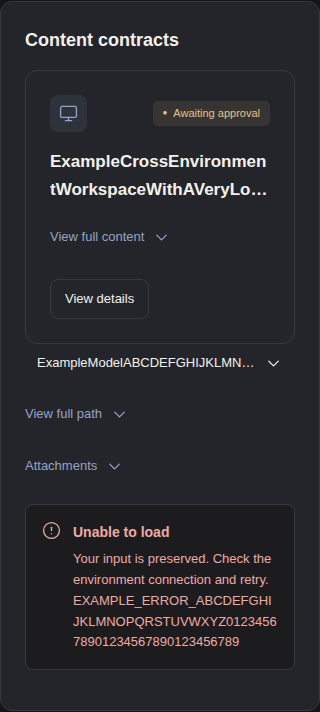 Content contracts
Awaiting approval
ExampleCrossEnvironmen
tWorkspaceWithAVeryLo…
View full content
View details
ExampleModelABCDEFGHIJKLMN…
View full path
Attachments
Unable to load
Your input is preserved. Check the
environment connection and retry.
EXAMPLE_ERROR_ABCDEFGHI
JKLMNOPQRSTUVWXYZ0123456
78901234567890123456789